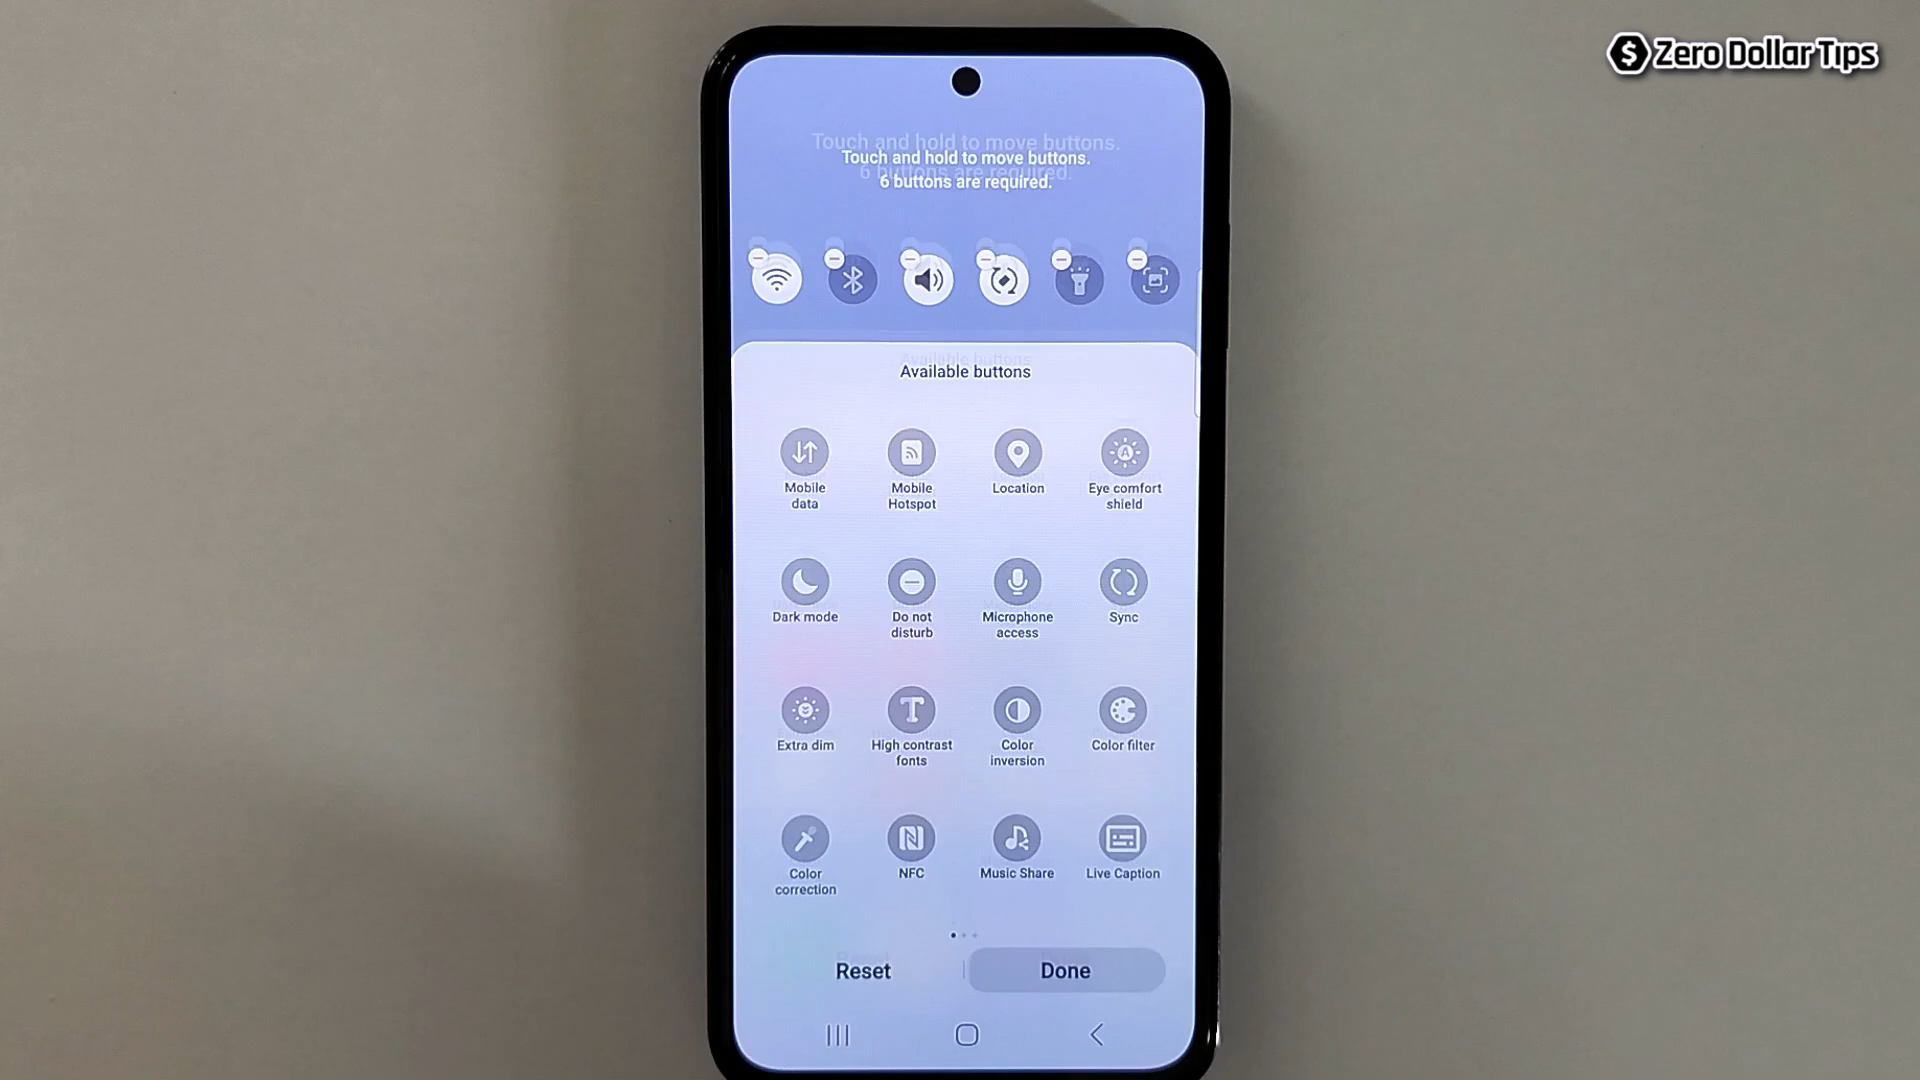 Zero Dollar Tips
Touch and hold to move buttons.
6 buttons are required.
Available buttons
Mobile
data
Mobile
Hotspot
Location
Eye comfort
shield
Dark mode
Do not
disturb
Microphone
access
Sync
Extra dim
High contrast
fonts
Color
inversion
Color filter
Color
correction
NFC
Music Share
Live Caption
Reset
Done